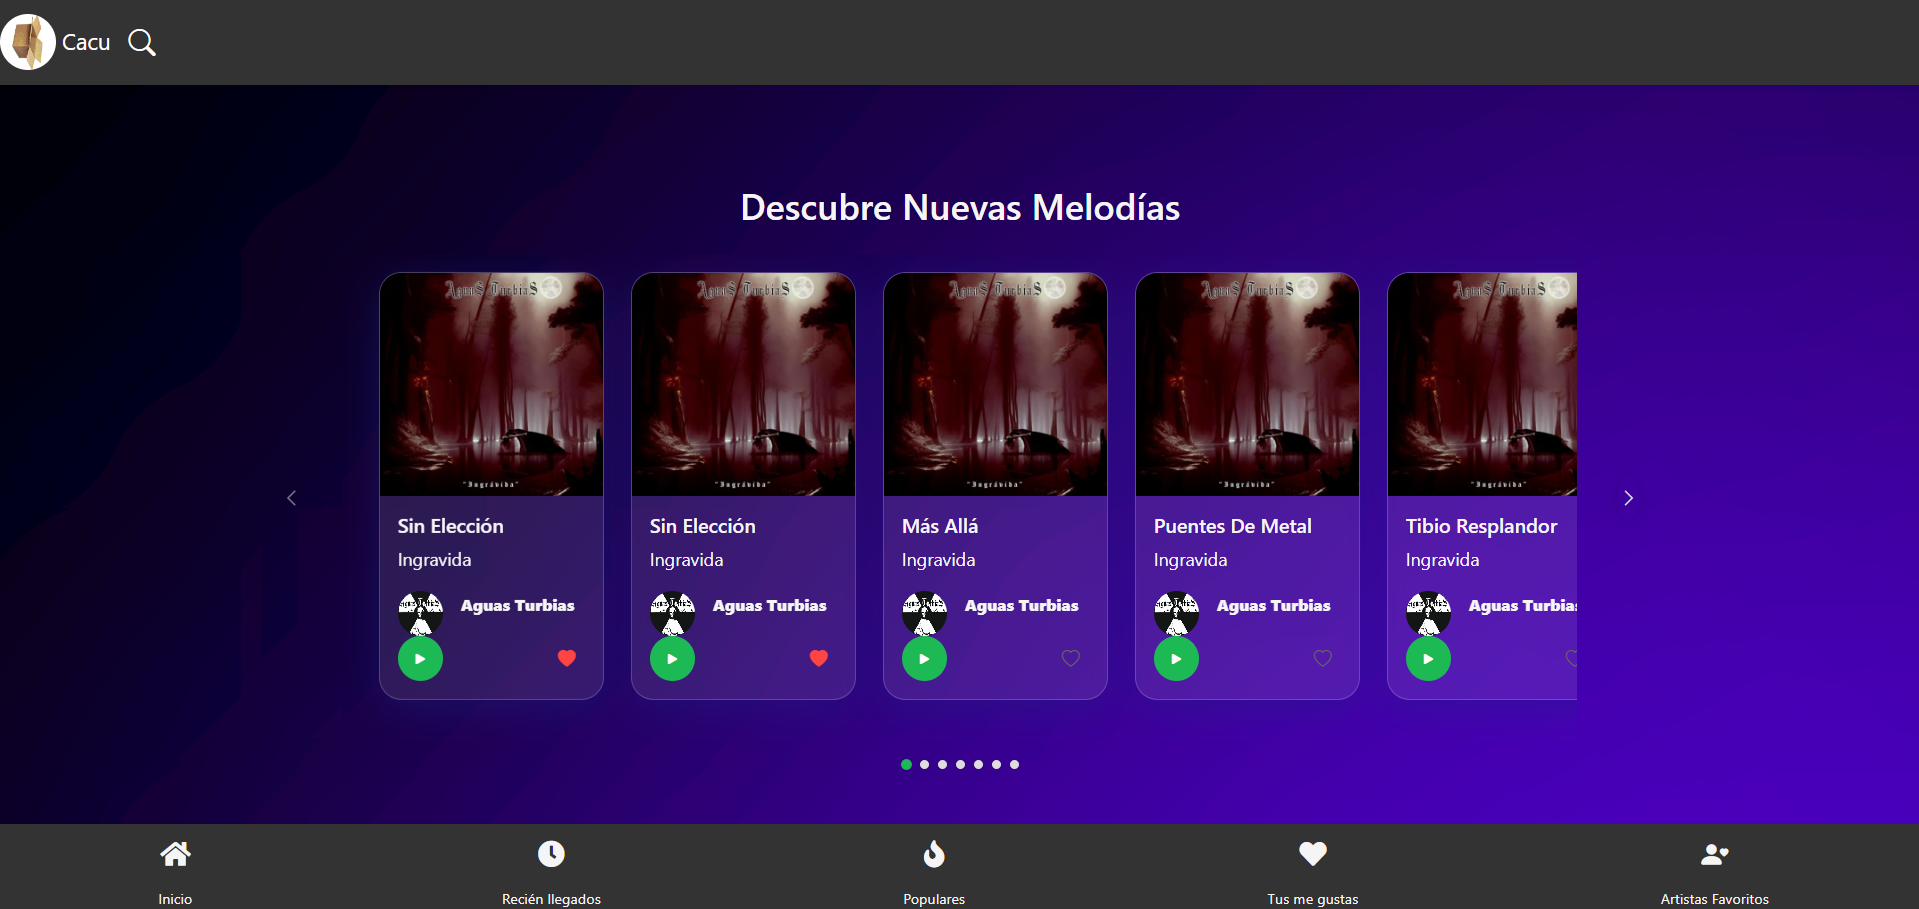 Cacu
Descubre Nuevas Melodías
AguaS TurbiaS
AguaS TurbiaS
AguaS TurbiaS
AguaS TurbiaS
AguaS TurbiaS
"Ingrávida"
"Ingrávida"
"Ingrávida"
"Ingrávida"
"Ingrávida"
Sin Elección
Ingravida
Aguas Turbias
Sin Elección
Ingravida
Aguas Turbias
Más Allá
Ingravida
Aguas Turbias
Puentes De Metal
Ingravida
Aguas Turbias
Tibio Resplandor
Ingravida
Aguas Turbias
Inicio
Recién llegados
Populares
Tus me gustas
Artistas Favoritos